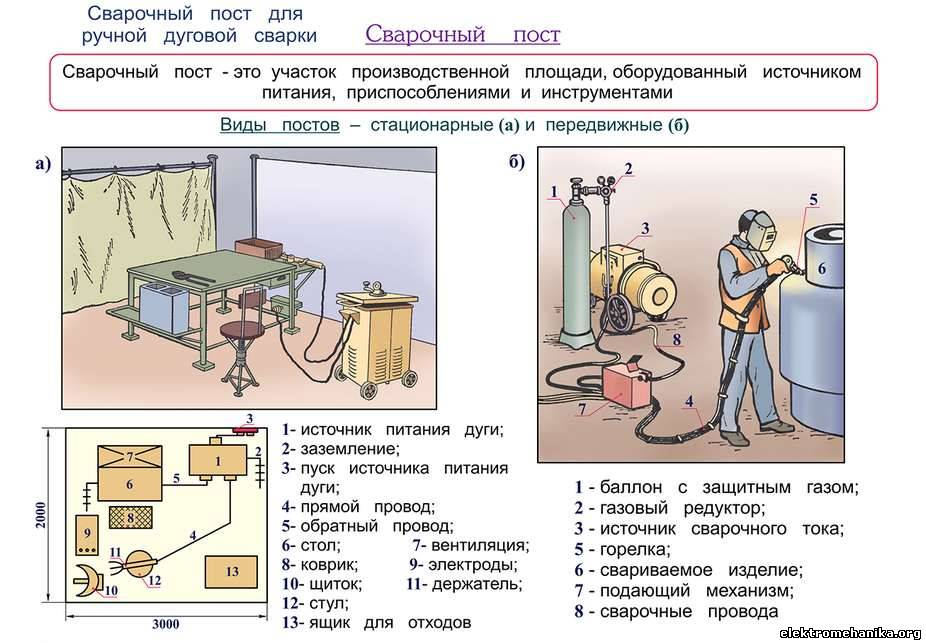 Сварочный пост для
ручной дуговой сварки
Сварочный пост
Сварочный пост - это участок производственной площади, оборудованный источником
питания, приспособлениями и инструментами
Виды постов – стационарные (а) и передвижные (б)
а)
б)
1
2
3
5
6
8
7
4
3
2000
7
6
5
1
2
8
9
4
11
10
12
13
3000
1- источник питания дуги;
2- заземление;
3- пуск источника питания
дуги;
4- прямой провод;
5- обратный провод;
6- стол; 7- вентиляция;
8- коврик; 9- электроды;
10- щиток; 11- держатель;
12- стул;
13- ящик для отходов
1 - баллон с защитным газом;
2 - газовый редуктор;
3 - источник сварочного тока;
5 - горелка;
6 - свариваемое изделие;
7 - подающий механизм;
8 - сварочные провода
elektromehanika.org